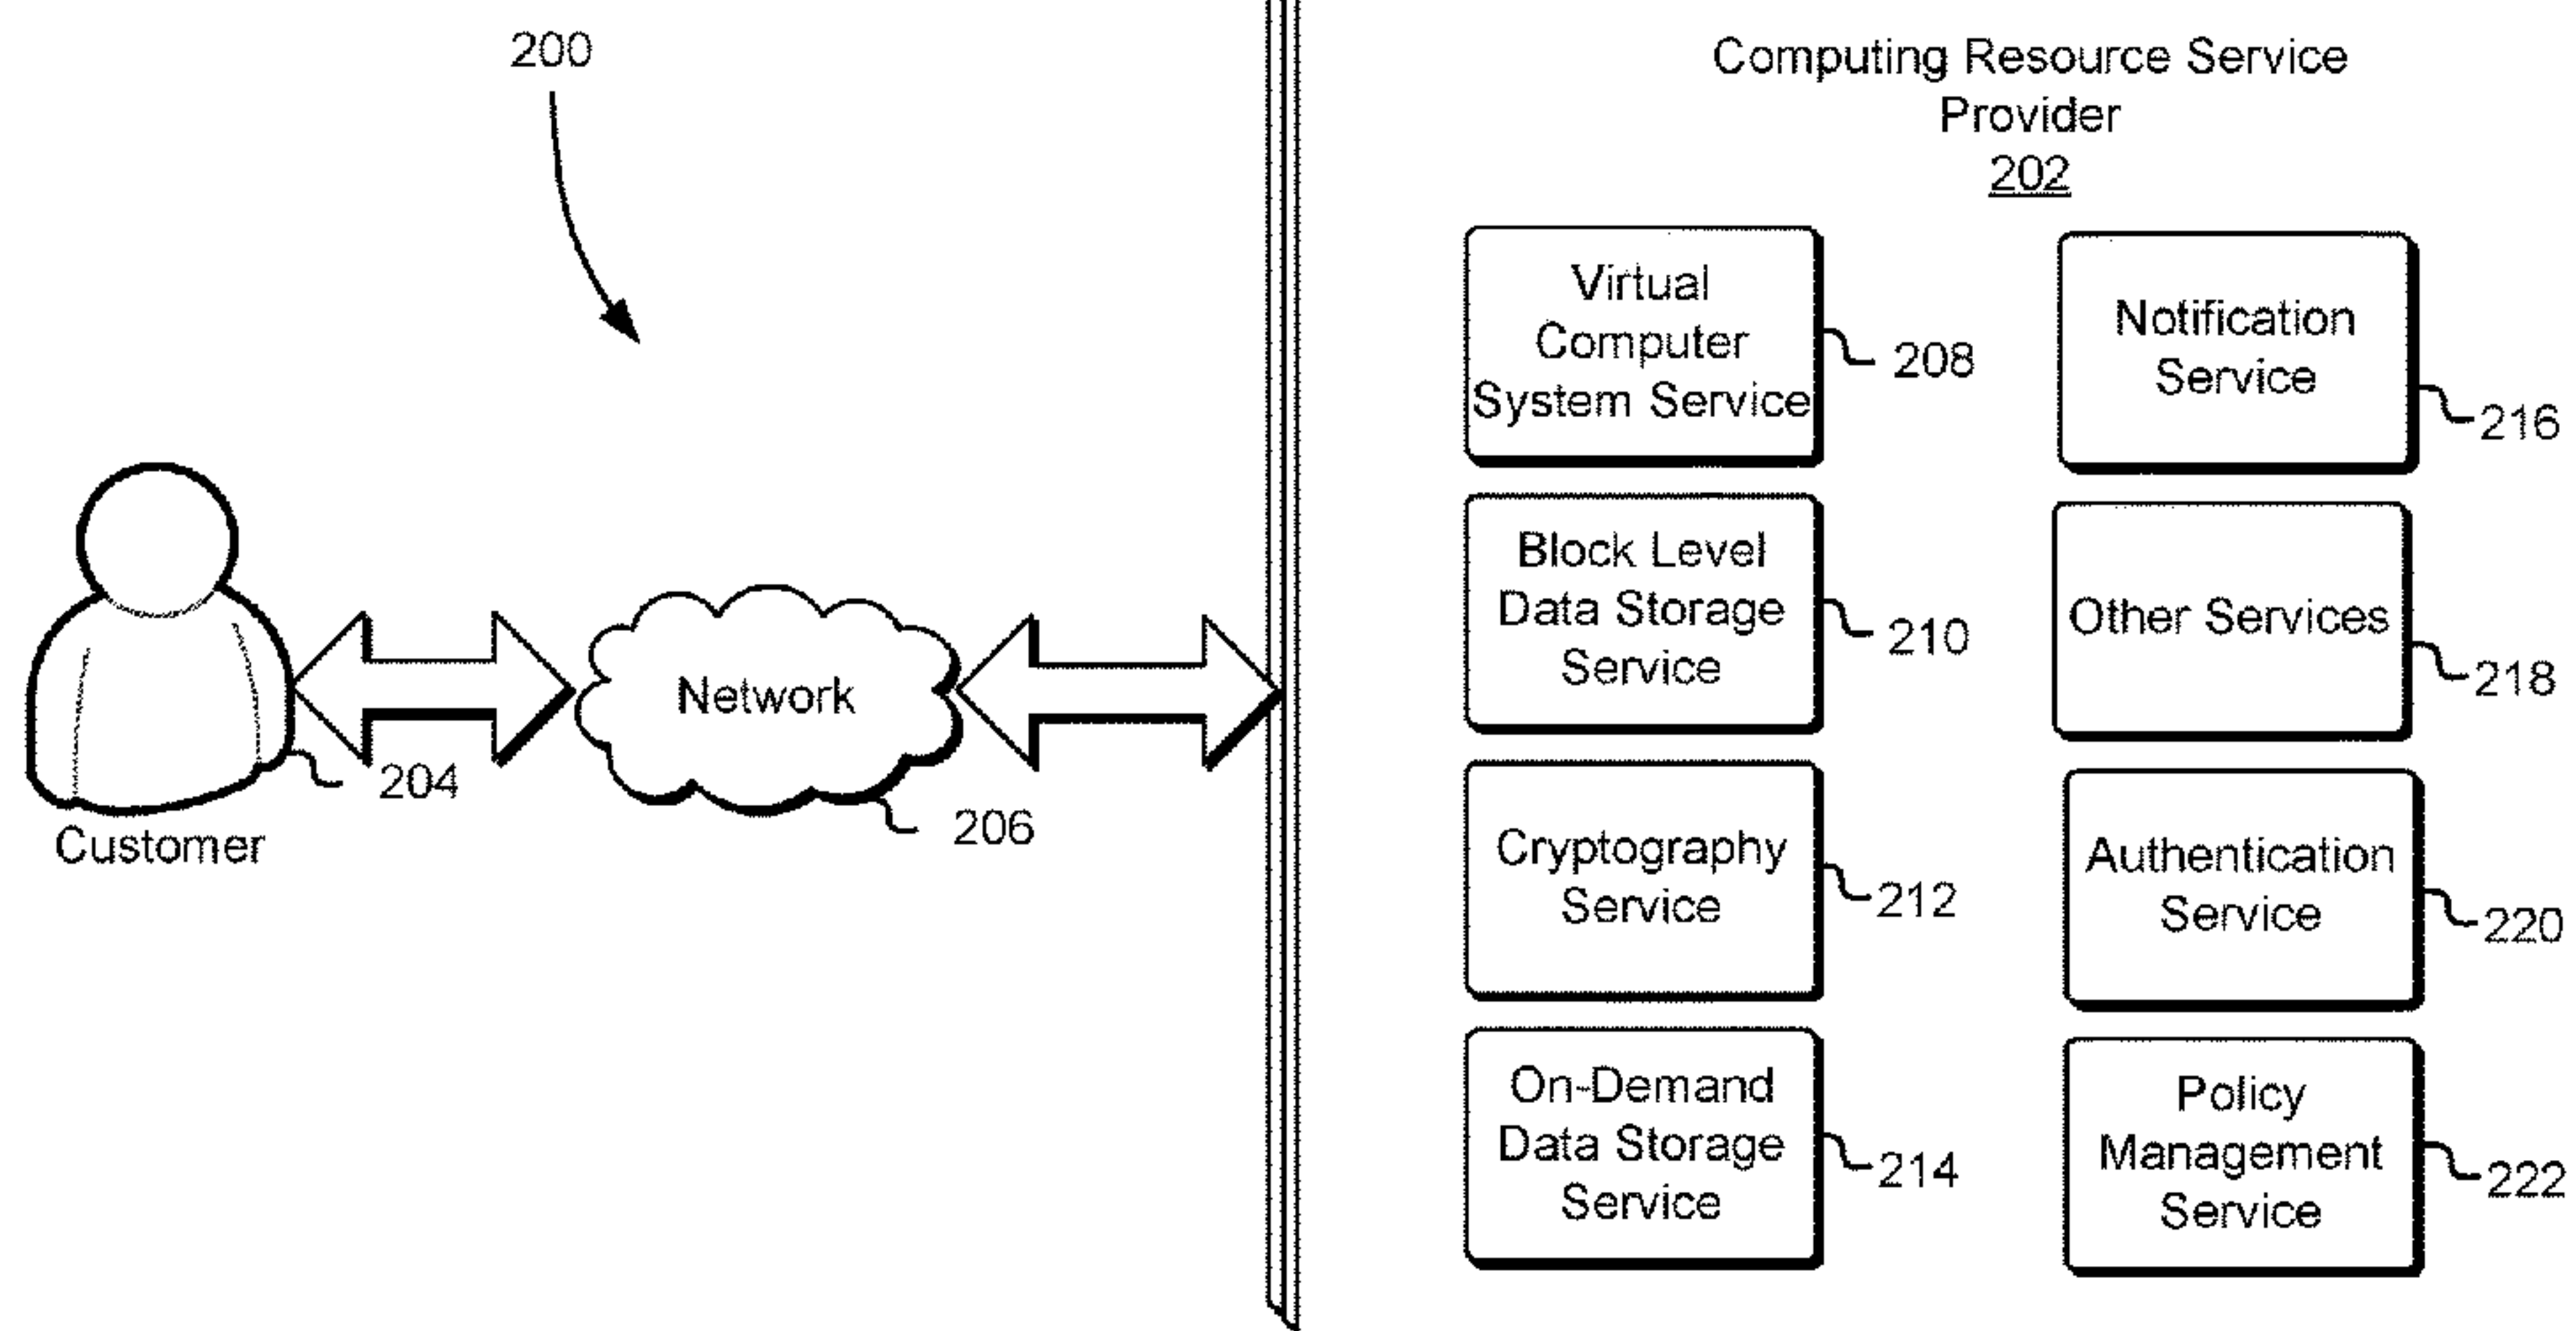 200
Computing Resource Service
Provider
202
Virtual
Computer
System Service
208
Notification
Service
216
Block Level
Data Storage
Service
210
Other Services
218
Network
204
206
Customer
Cryptography
Service
212
Authentication
Service
220
On-Demand
Data Storage
Service
214
Policy
Management
Service
222